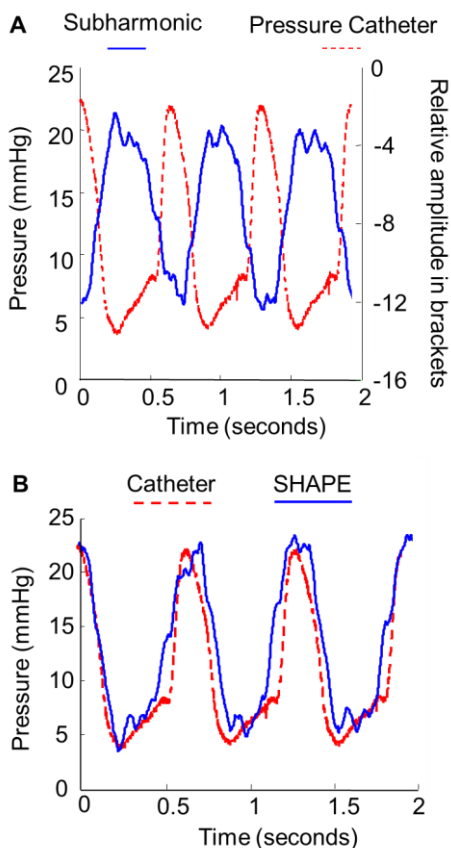 A
Subharmonic
Pressure Catheter
25
20
15
10
5
0
Pressure (mmHg)
0
-4
-8
-12
-16
Relative amplitude in brackets
0
0.5
1
1.5
2
Time (seconds)
B
Catheter
SHAPE
25
20
15
10
5
0
Pressure (mmHg)
0
0.5
1
1.5
2
Time (seconds)